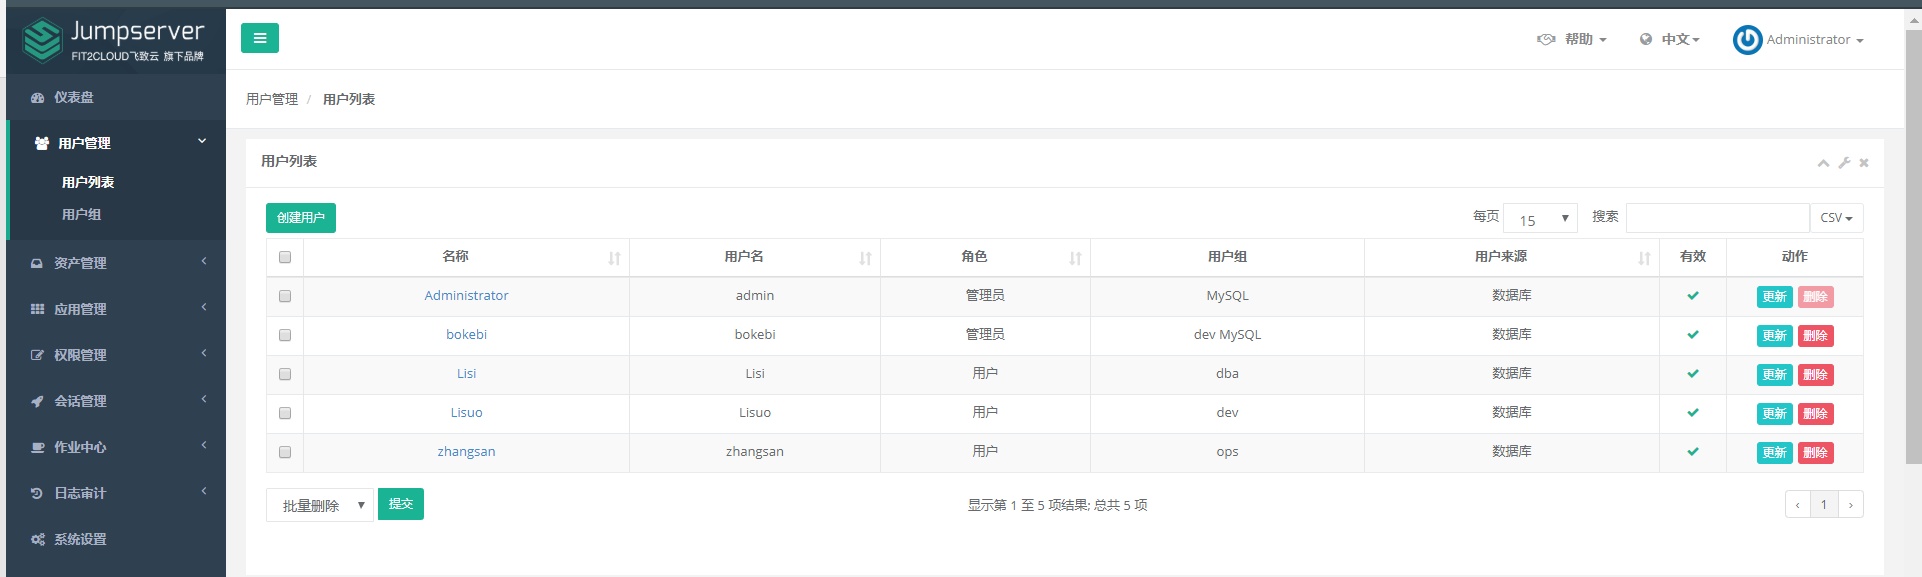 Jumpserver
FIT2CLOUD飞致云 旗下品牌
帮助
中文
Administrator
仪表盘
用户管理
用户列表
用户组
资产管理
应用管理
权限管理
会话管理
作业中心
日志审计
系统设置
用户管理 / 用户列表
用户列表
创建用户
每页 15 搜索 CSV
名称 用户名 角色 用户组 用户来源 有效 动作
Administrator admin 管理员 MySQL 数据库 更新 删除
bokebi bokebi 管理员 dev MySQL 数据库 更新 删除
Lisi Lisi 用户 dba 数据库 更新 删除
Lisuo Lisuo 用户 dev 数据库 更新 删除
zhangsan zhangsan 用户 ops 数据库 更新 删除
批量删除 提交 显示第 1 至 5 项结果; 总共 5 项 ‹ 1 ›